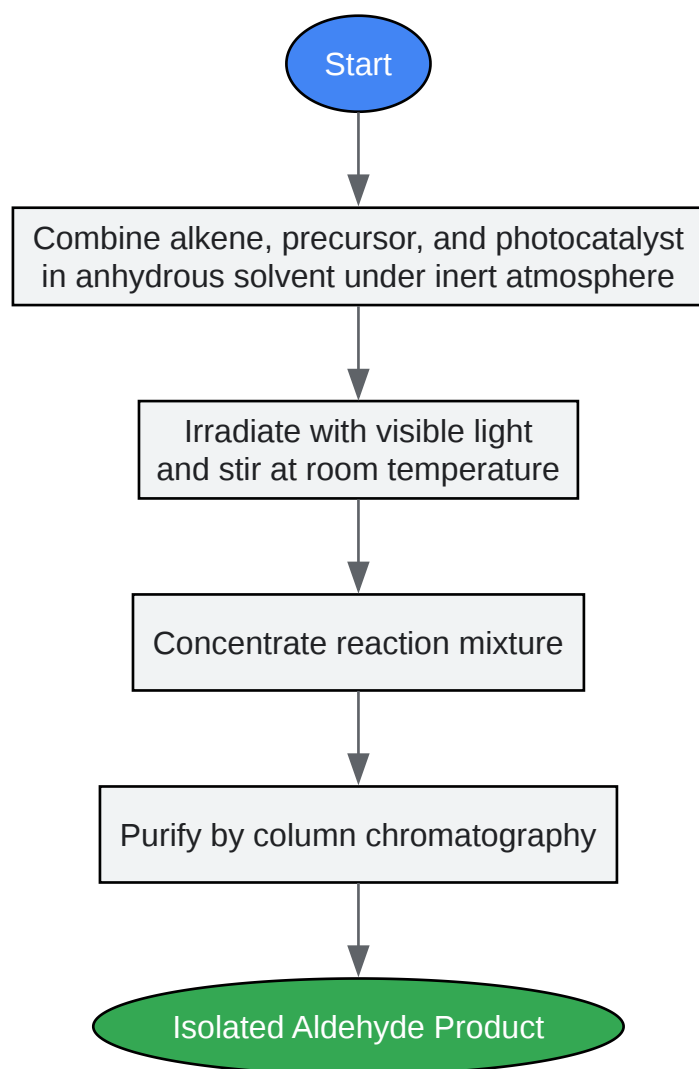 Start
Combine alkene, precursor, and photocatalyst
in anhydrous solvent under inert atmosphere
Irradiate with visible light
and stir at room temperature
Concentrate reaction mixture
Purify by column chromatography
Isolated Aldehyde Product